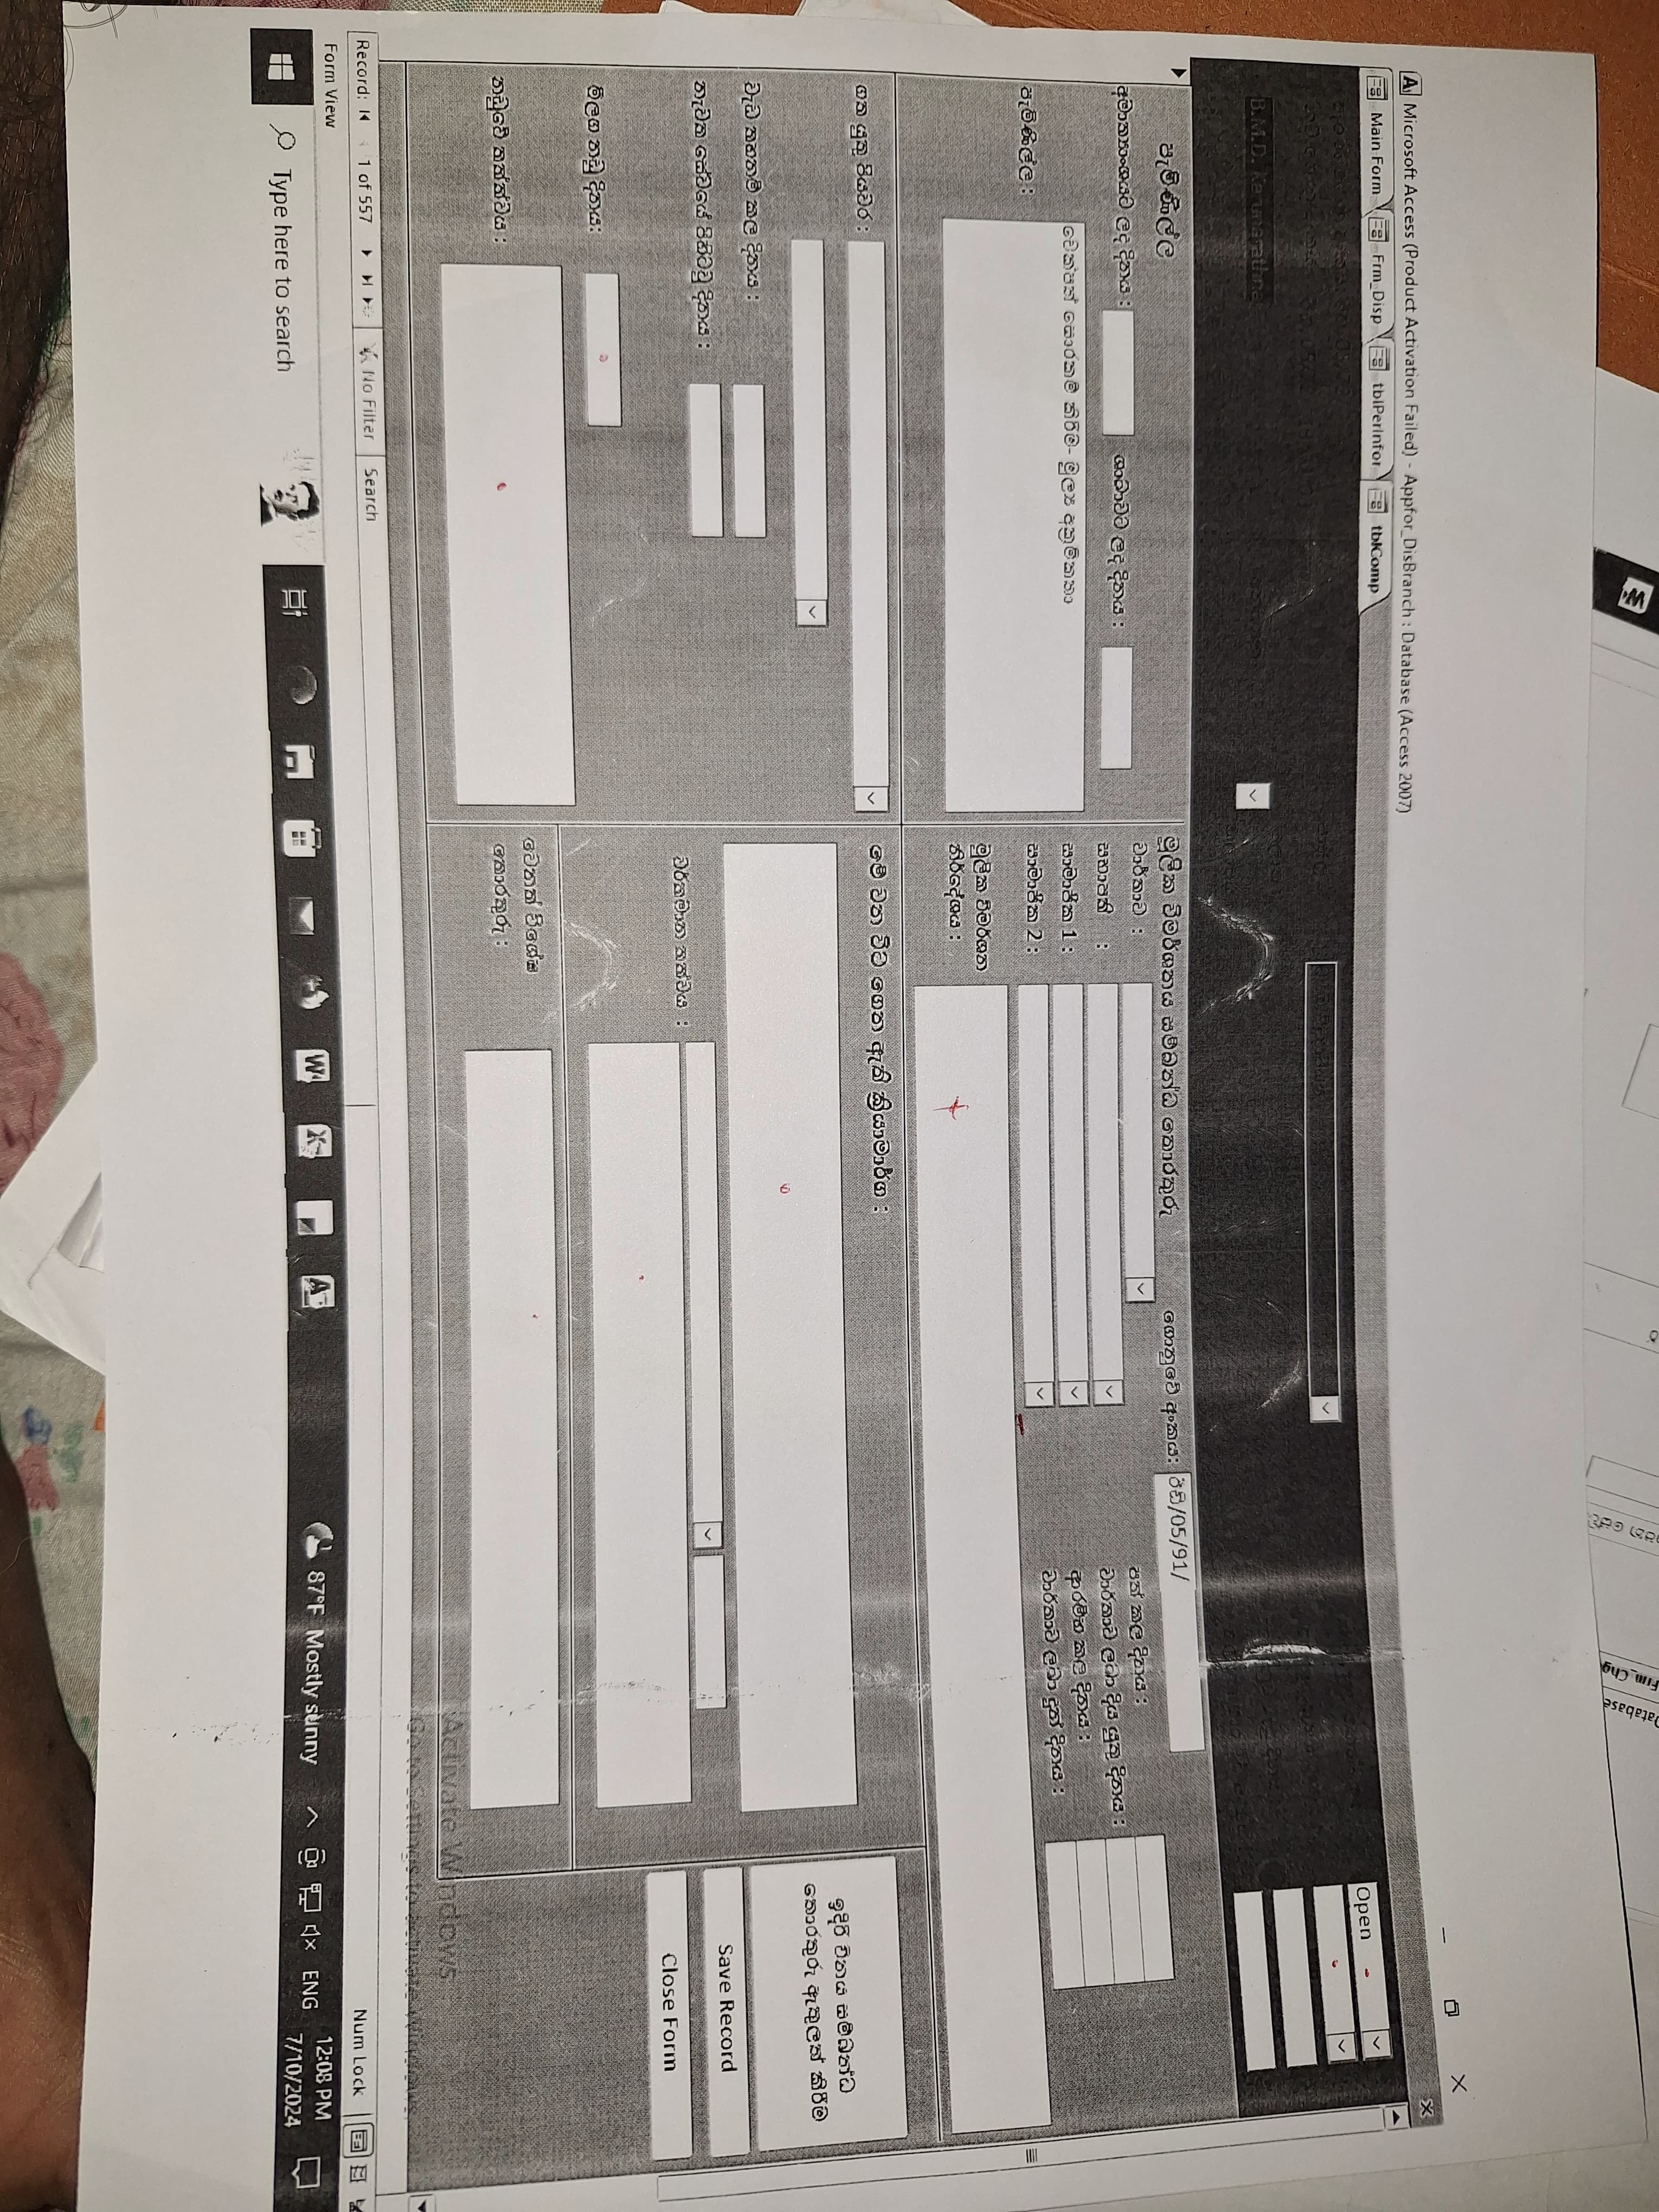 Database
Frm_Chg
Microsoft Access (Product Activation Failed) - Appfor_DisBranch : Database (Access 2007)
Main Form Frm_Disp tblPerInfor tblComp
Open
B.M.D. Karunarathna
පැමිණිල්ල
අමාත්‍යාංශයට ලද දිනය : ශාඛාවට ලද දිනය :
චෙක්පත් සොරකම් කිරීම- මුල්‍ය අක්‍රමිකතා
පැමිණිල්ල :
මූලික විමර්ශනය සම්බන්ධ තොරතුරු ගොනුවේ අංකය: ඊඩී/05/91/
වාර්තාව :
සභාපති :
සාමාජික 1 :
සාමාජික 2 :
පත් කල දිනය :
වාර්තාව ලබා දිය යුතු දිනය :
ආරම්භ කල දිනය :
වාර්තාව ලබා දුන් දිනය :
මූලික විමර්ශන
නිර්දේශය :
ගත යුතු පියවර :
වැඩ තහනම් කල දිනය :
නැවත සේවයේ පිහිටවු දිනය :
මීලඟ නඩු දිනය:
නඩුවේ තත්ත්වය :
මේ වන විට ගෙන ඇති ක්‍රියාමාර්ග :
වර්තමාන තත්වය :
වෙනත් විශේෂ
තොරතුරු :
ඉදිරි විනය සම්බන්ධ
තොරතුරු ඇතුලත් කිරීම
Save Record
Close Form
Activate Windows
Go to Settings to activate Windows.
Record: 1 of 557 No Filter Search
Num Lock
Form View
Type here to search
87°F Mostly sunny ENG 12:08 PM
7/10/2024